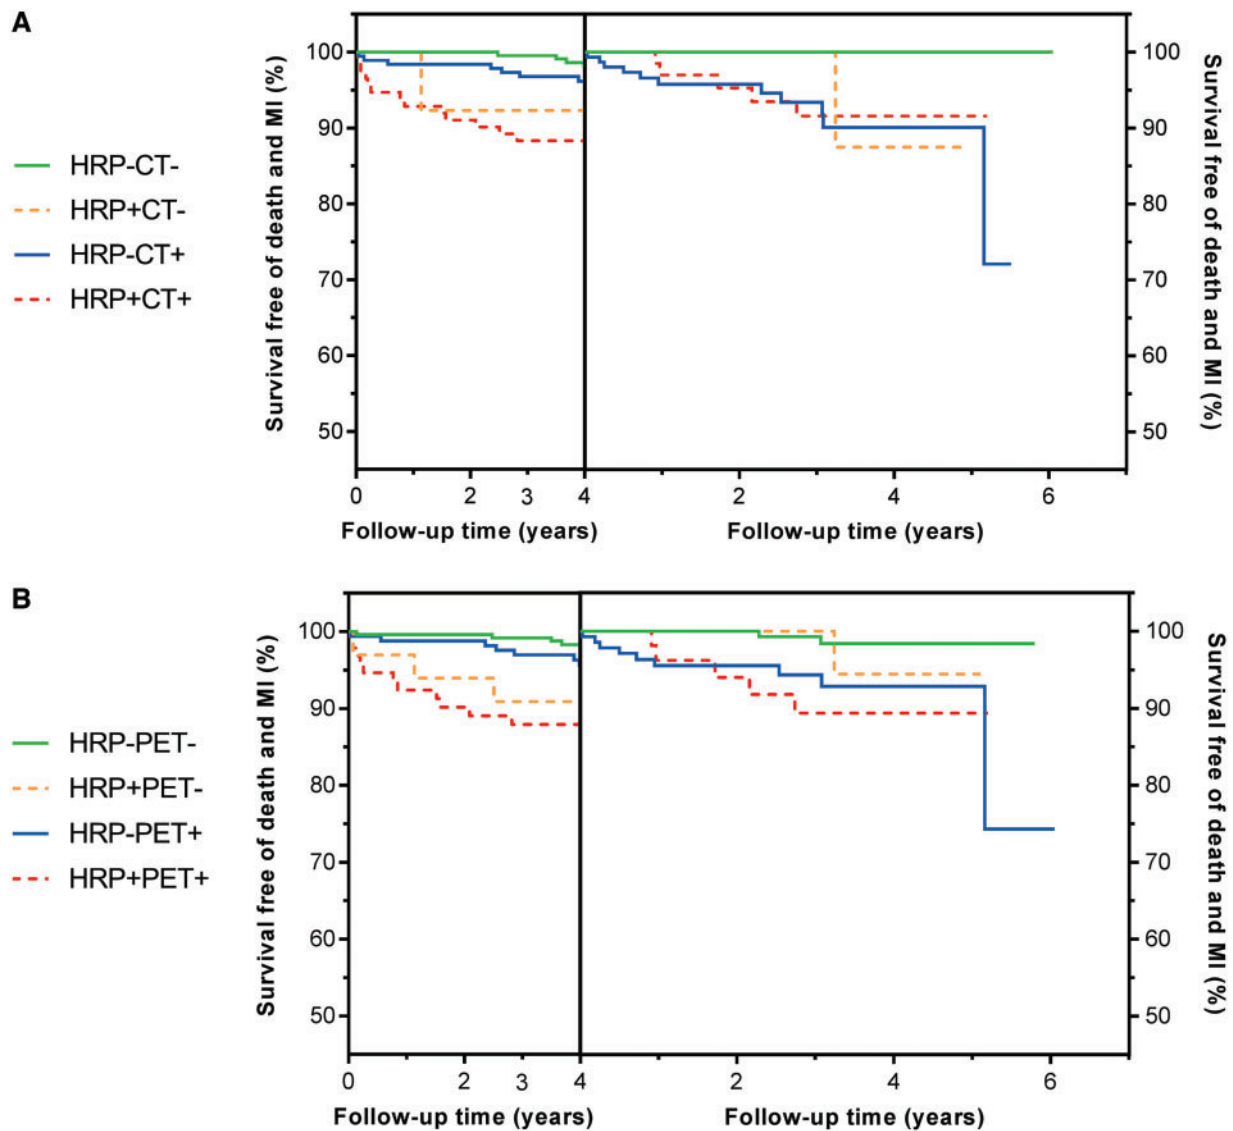 A
HRP-CT-
HRP+CT-
HRP-CT+
HRP+CT+
Survival free of death and MI (%)
100
90
80
70
60
50
0
2
3
4
Follow-up time (years)
2
4
6
Follow-up time (years)
100
90
80
70
60
50
Survival free of death and MI (%)
B
HRP-PET-
HRP+PET-
HRP-PET+
HRP+PET+
Survival free of death and MI (%)
100
90
80
70
60
50
0
2
3
4
Follow-up time (years)
2
4
6
Follow-up time (years)
100
90
80
70
60
50
Survival free of death and MI (%)